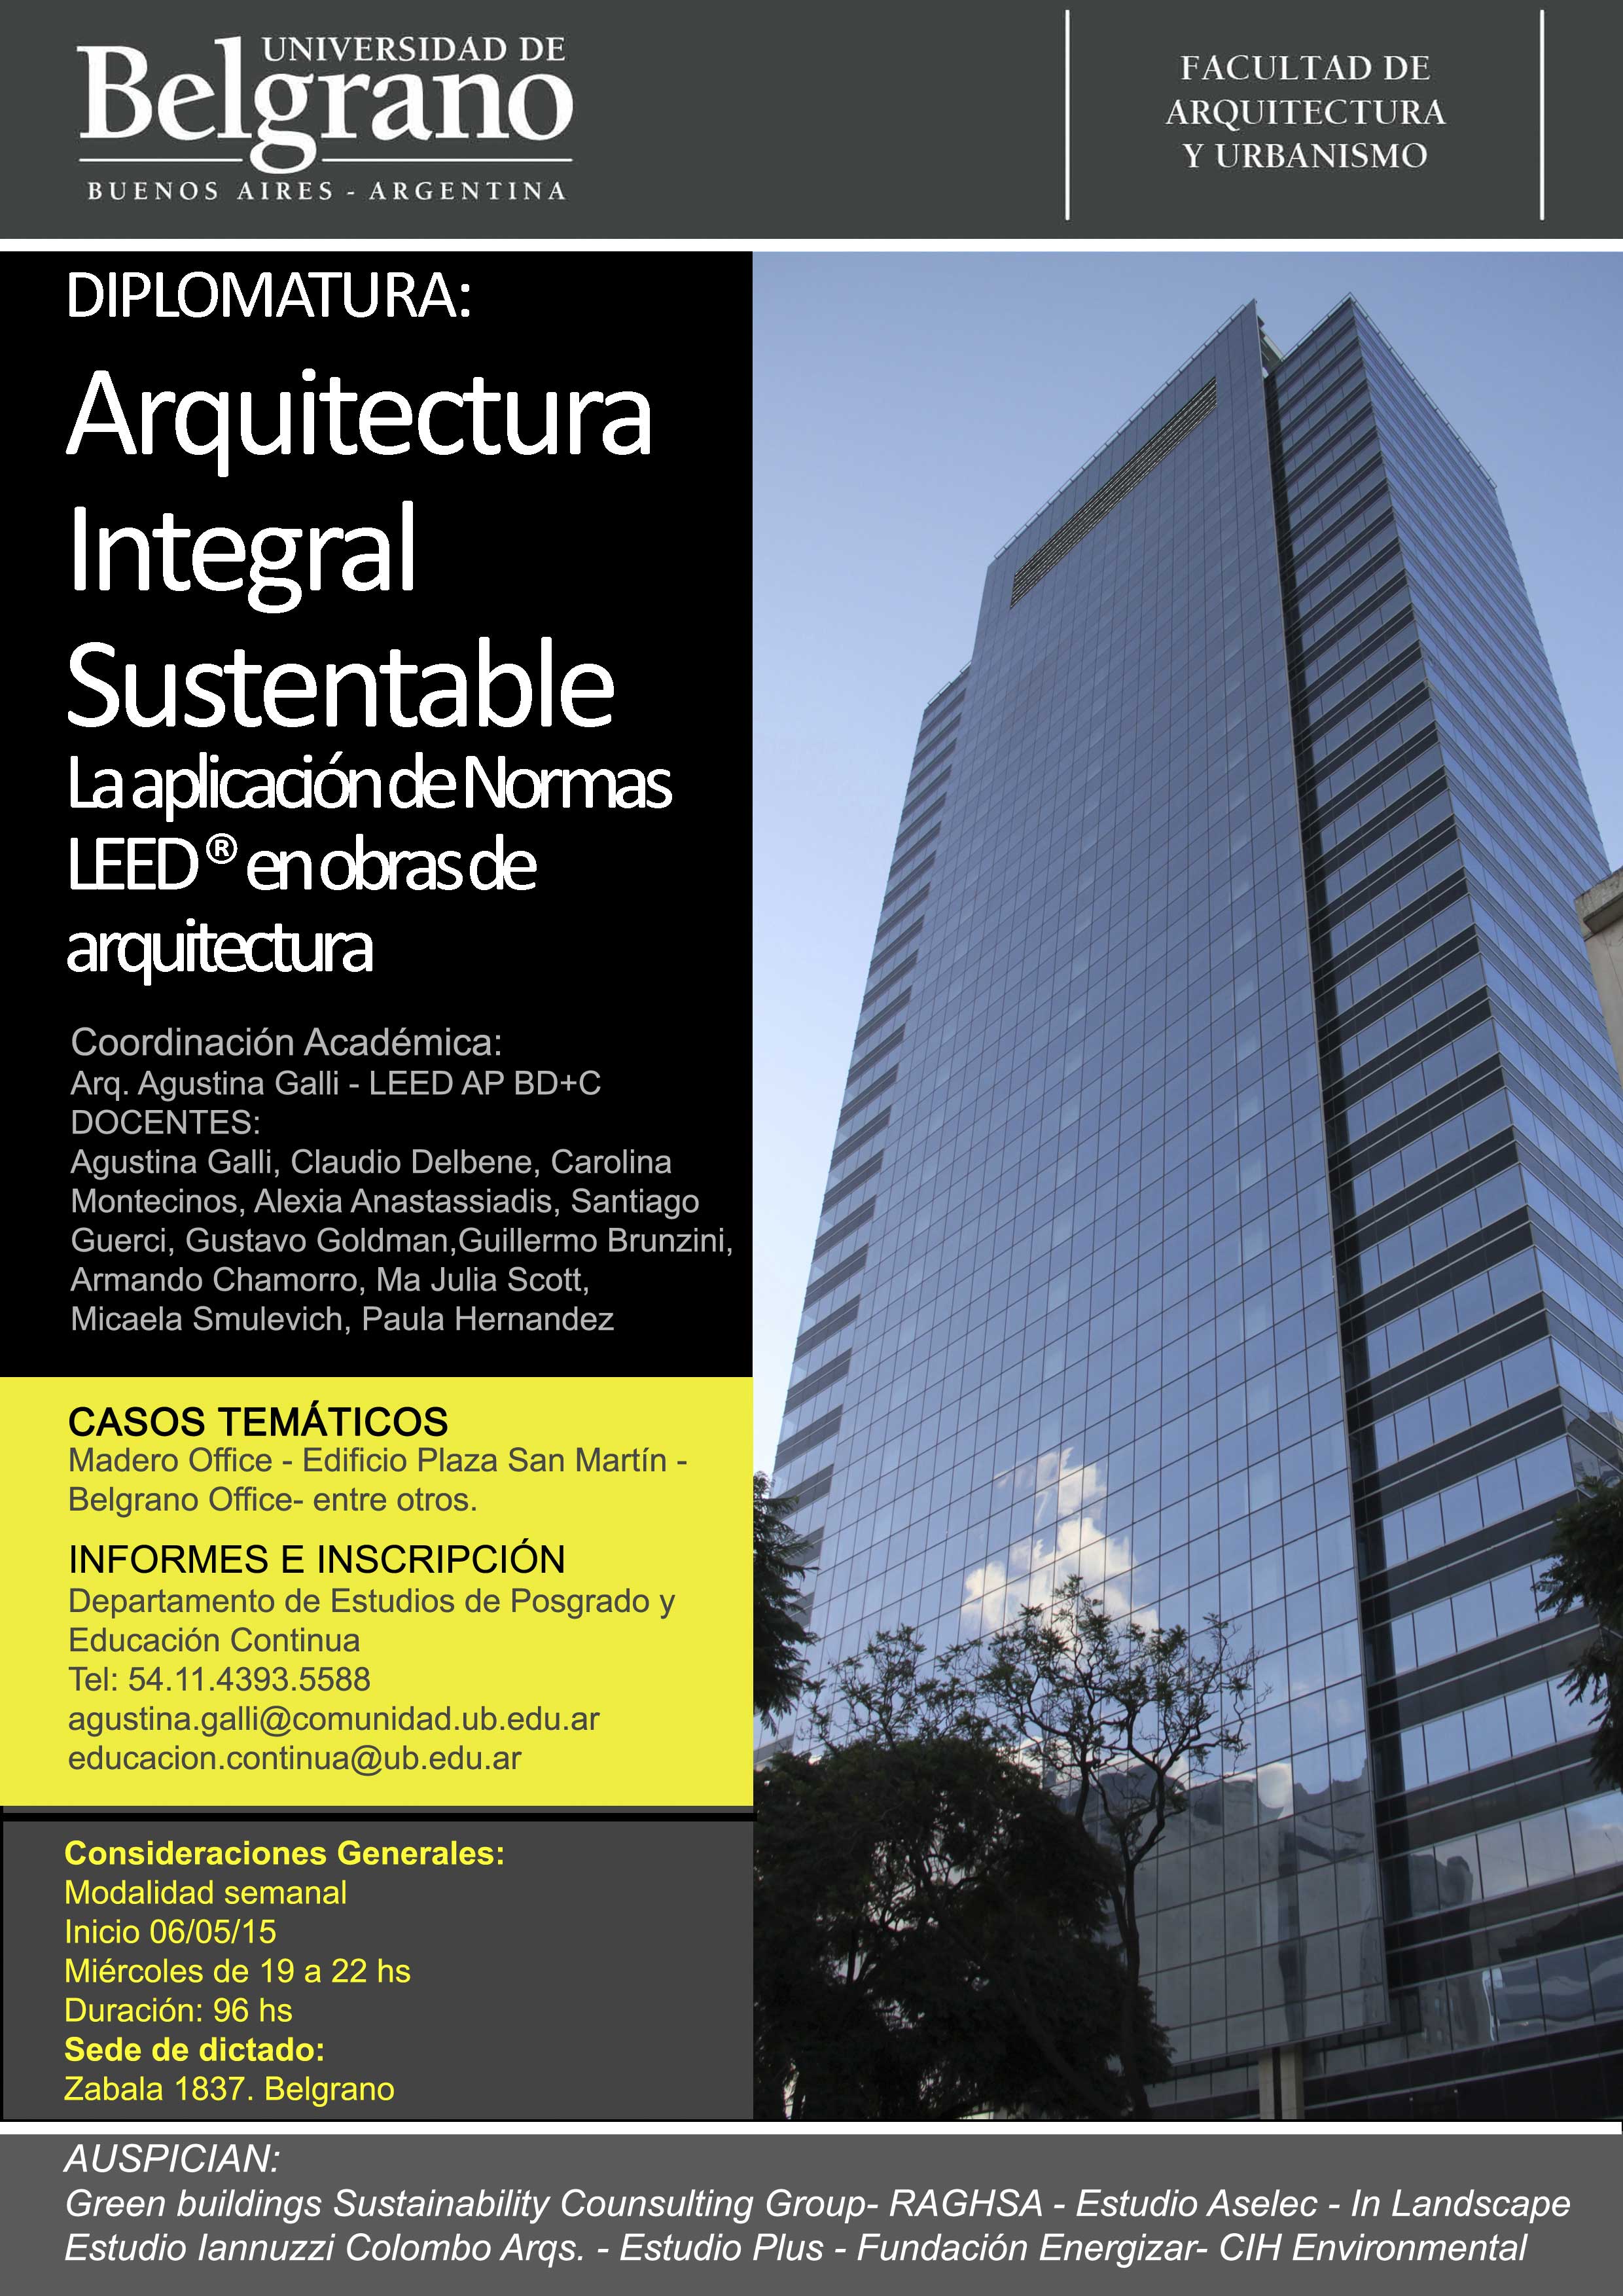 UNIVERSIDAD DE
Belgrano
BUENOS AIRES - ARGENTINA
FACULTAD DE
ARQUITECTURA
Y URBANISMO
DIPLOMATURA:
Arquitectura
Integral
Sustentable
La aplicación de Normas
LEED® en obras de
arquitectura
Coordinación Académica:
Arq. Agustina Galli - LEED AP BD+C
DOCENTES:
Agustina Galli, Claudio Delbene, Carolina
Montecinos, Alexia Anastassiadis, Santiago
Guerci, Gustavo Goldman,Guillermo Brunzini,
Armando Chamorro, Ma Julia Scott,
Micaela Smulevich, Paula Hernandez
CASOS TEMÁTICOS
Madero Office - Edificio Plaza San Martín -
Belgrano Office- entre otros.
INFORMES E INSCRIPCIÓN
Departamento de Estudios de Posgrado y
Educación Continua
Tel: 54.11.4393.5588
agustina.galli@comunidad.ub.edu.ar
educacion.continua@ub.edu.ar
Consideraciones Generales:
Modalidad semanal
Inicio 06/05/15
Miércoles de 19 a 22 hs
Duración: 96 hs
Sede de dictado:
Zabala 1837. Belgrano
AUSPICIAN:
Green buildings Sustainability Counsulting Group- RAGHSA - Estudio Aselec - In Landscape
Estudio Iannuzzi Colombo Arqs. - Estudio Plus - Fundación Energizar- CIH Environmental